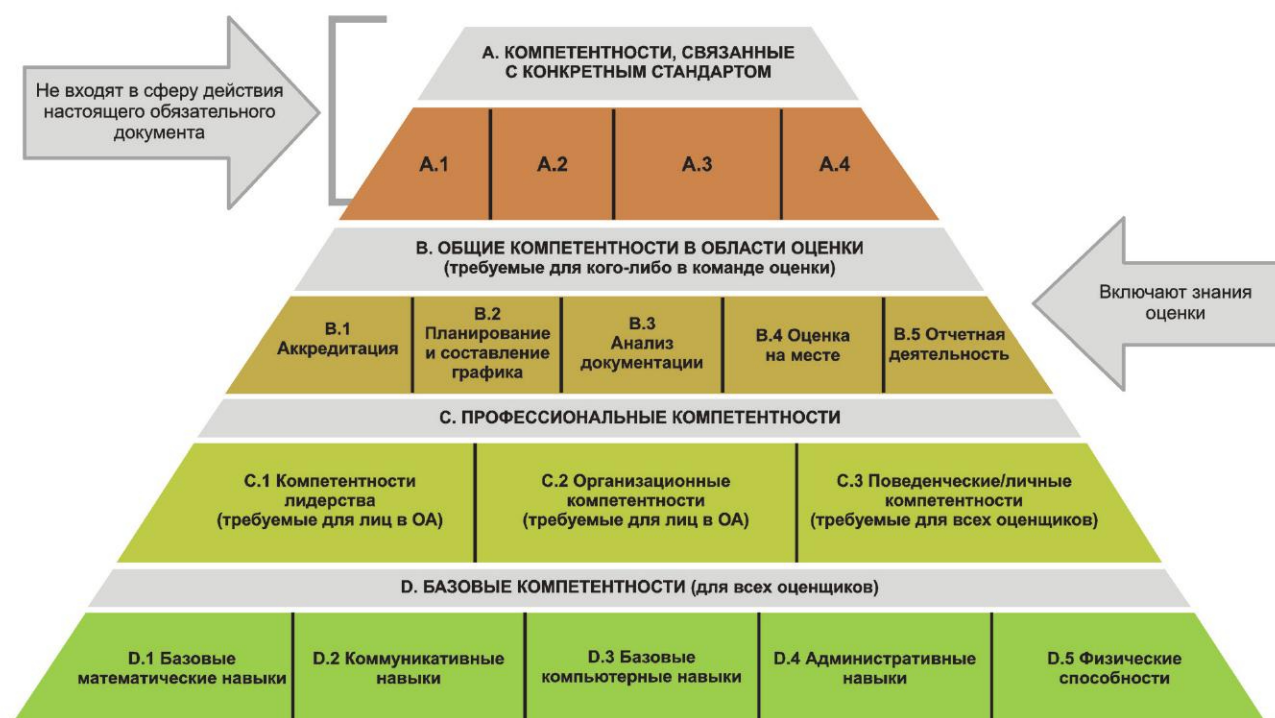 А. КОМПЕТЕНТНОСТИ, СВЯЗАННЫЕ
С КОНКРЕТНЫМ СТАНДАРТОМ
Не входят в сферу действия
настоящего обязательного
документа
А.1
А.2
А.3
А.4
В. ОБЩИЕ КОМПЕТЕНТНОСТИ В ОБЛАСТИ ОЦЕНКИ
(требуемые для кого-либо в команде оценки)
Включают знания
оценки
В.1
Аккредитация
В.2
Планирование
и составление
графика
В.3
Анализ
документации
В.4 Оценка
на месте
В.5 Отчетная
деятельность
С. ПРОФЕССИОНАЛЬНЫЕ КОМПЕТЕНТНОСТИ
С.1 Компетентности
лидерства
(требуемые для лиц в ОА)
С.2 Организационные
компетентности
(требуемые для лиц в ОА)
С.3 Поведенческие/личные
компетентности
(требуемые для всех оценщиков)
D. БАЗОВЫЕ КОМПЕТЕНТНОСТИ (для всех оценщиков)
D.1 Базовые
математические навыки
D.2 Коммуникативные
навыки
D.3 Базовые
компьютерные навыки
D.4 Административные
навыки
D.5 Физические
способности